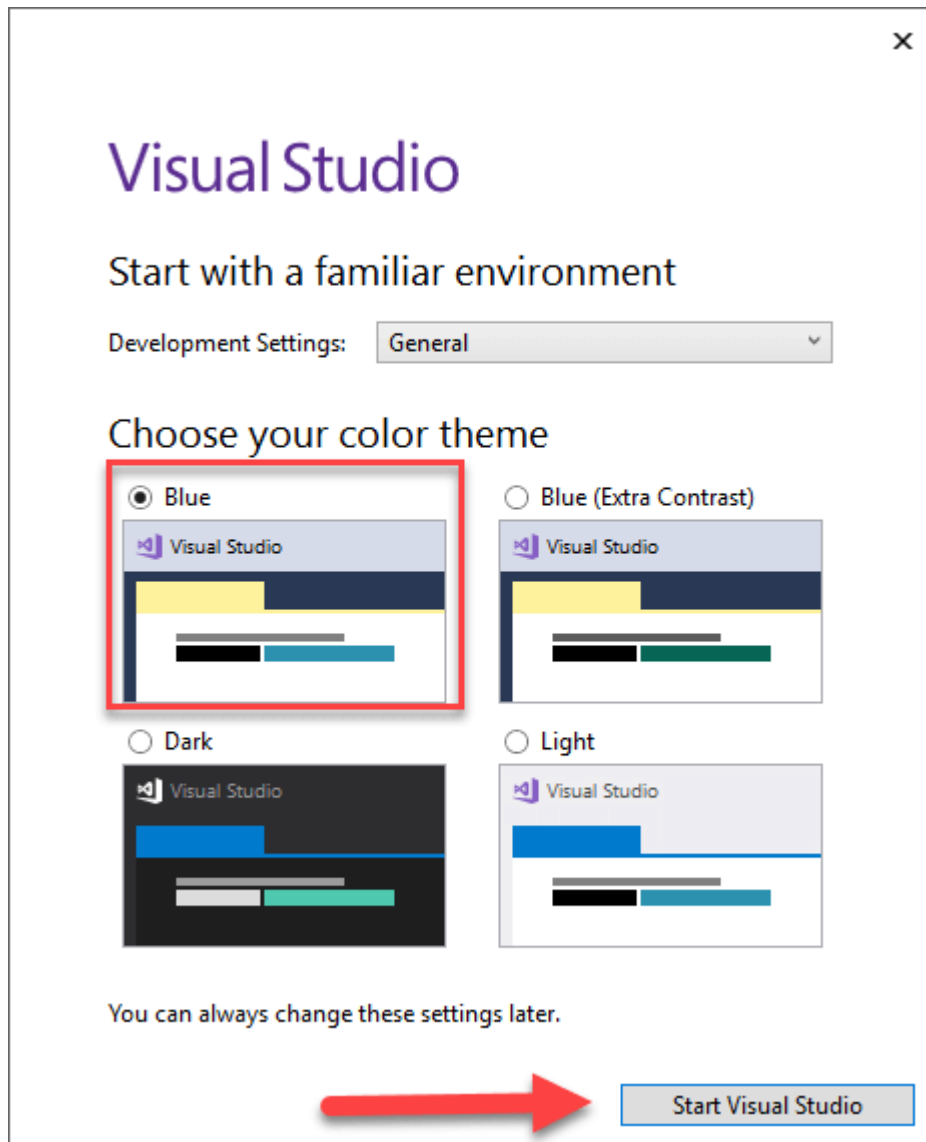 Visual Studio
Start with a familiar environment
Development Settings: General
Choose your color theme
Blue
Blue (Extra Contrast)
Visual Studio
Visual Studio
Dark
Light
Visual Studio
Visual Studio
You can always change these settings later.
Start Visual Studio